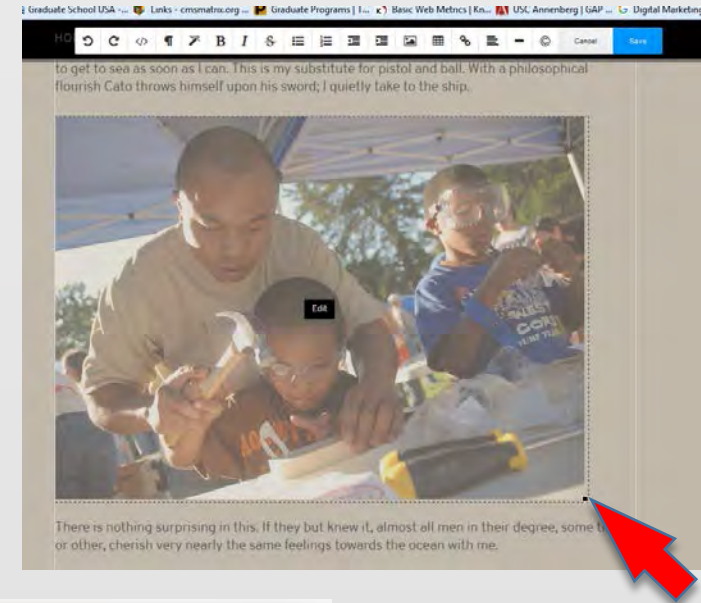 Graduate School USA -... Links - cmsmatrix.org ... Graduate Programs | T... Basic Web Metrics | Kn... USC Annenberg | GAP ... Digital Marketing
HO
B I S Cancel Save
to get to sea as soon as I can. This is my substitute for pistol and ball. With a philosophical
flourish Cato throws himself upon his sword; I quietly take to the ship.
Edit
There is nothing surprising in this. If they but knew it, almost all men in their degree, some
or other, cherish very nearly the same feelings towards the ocean with me.